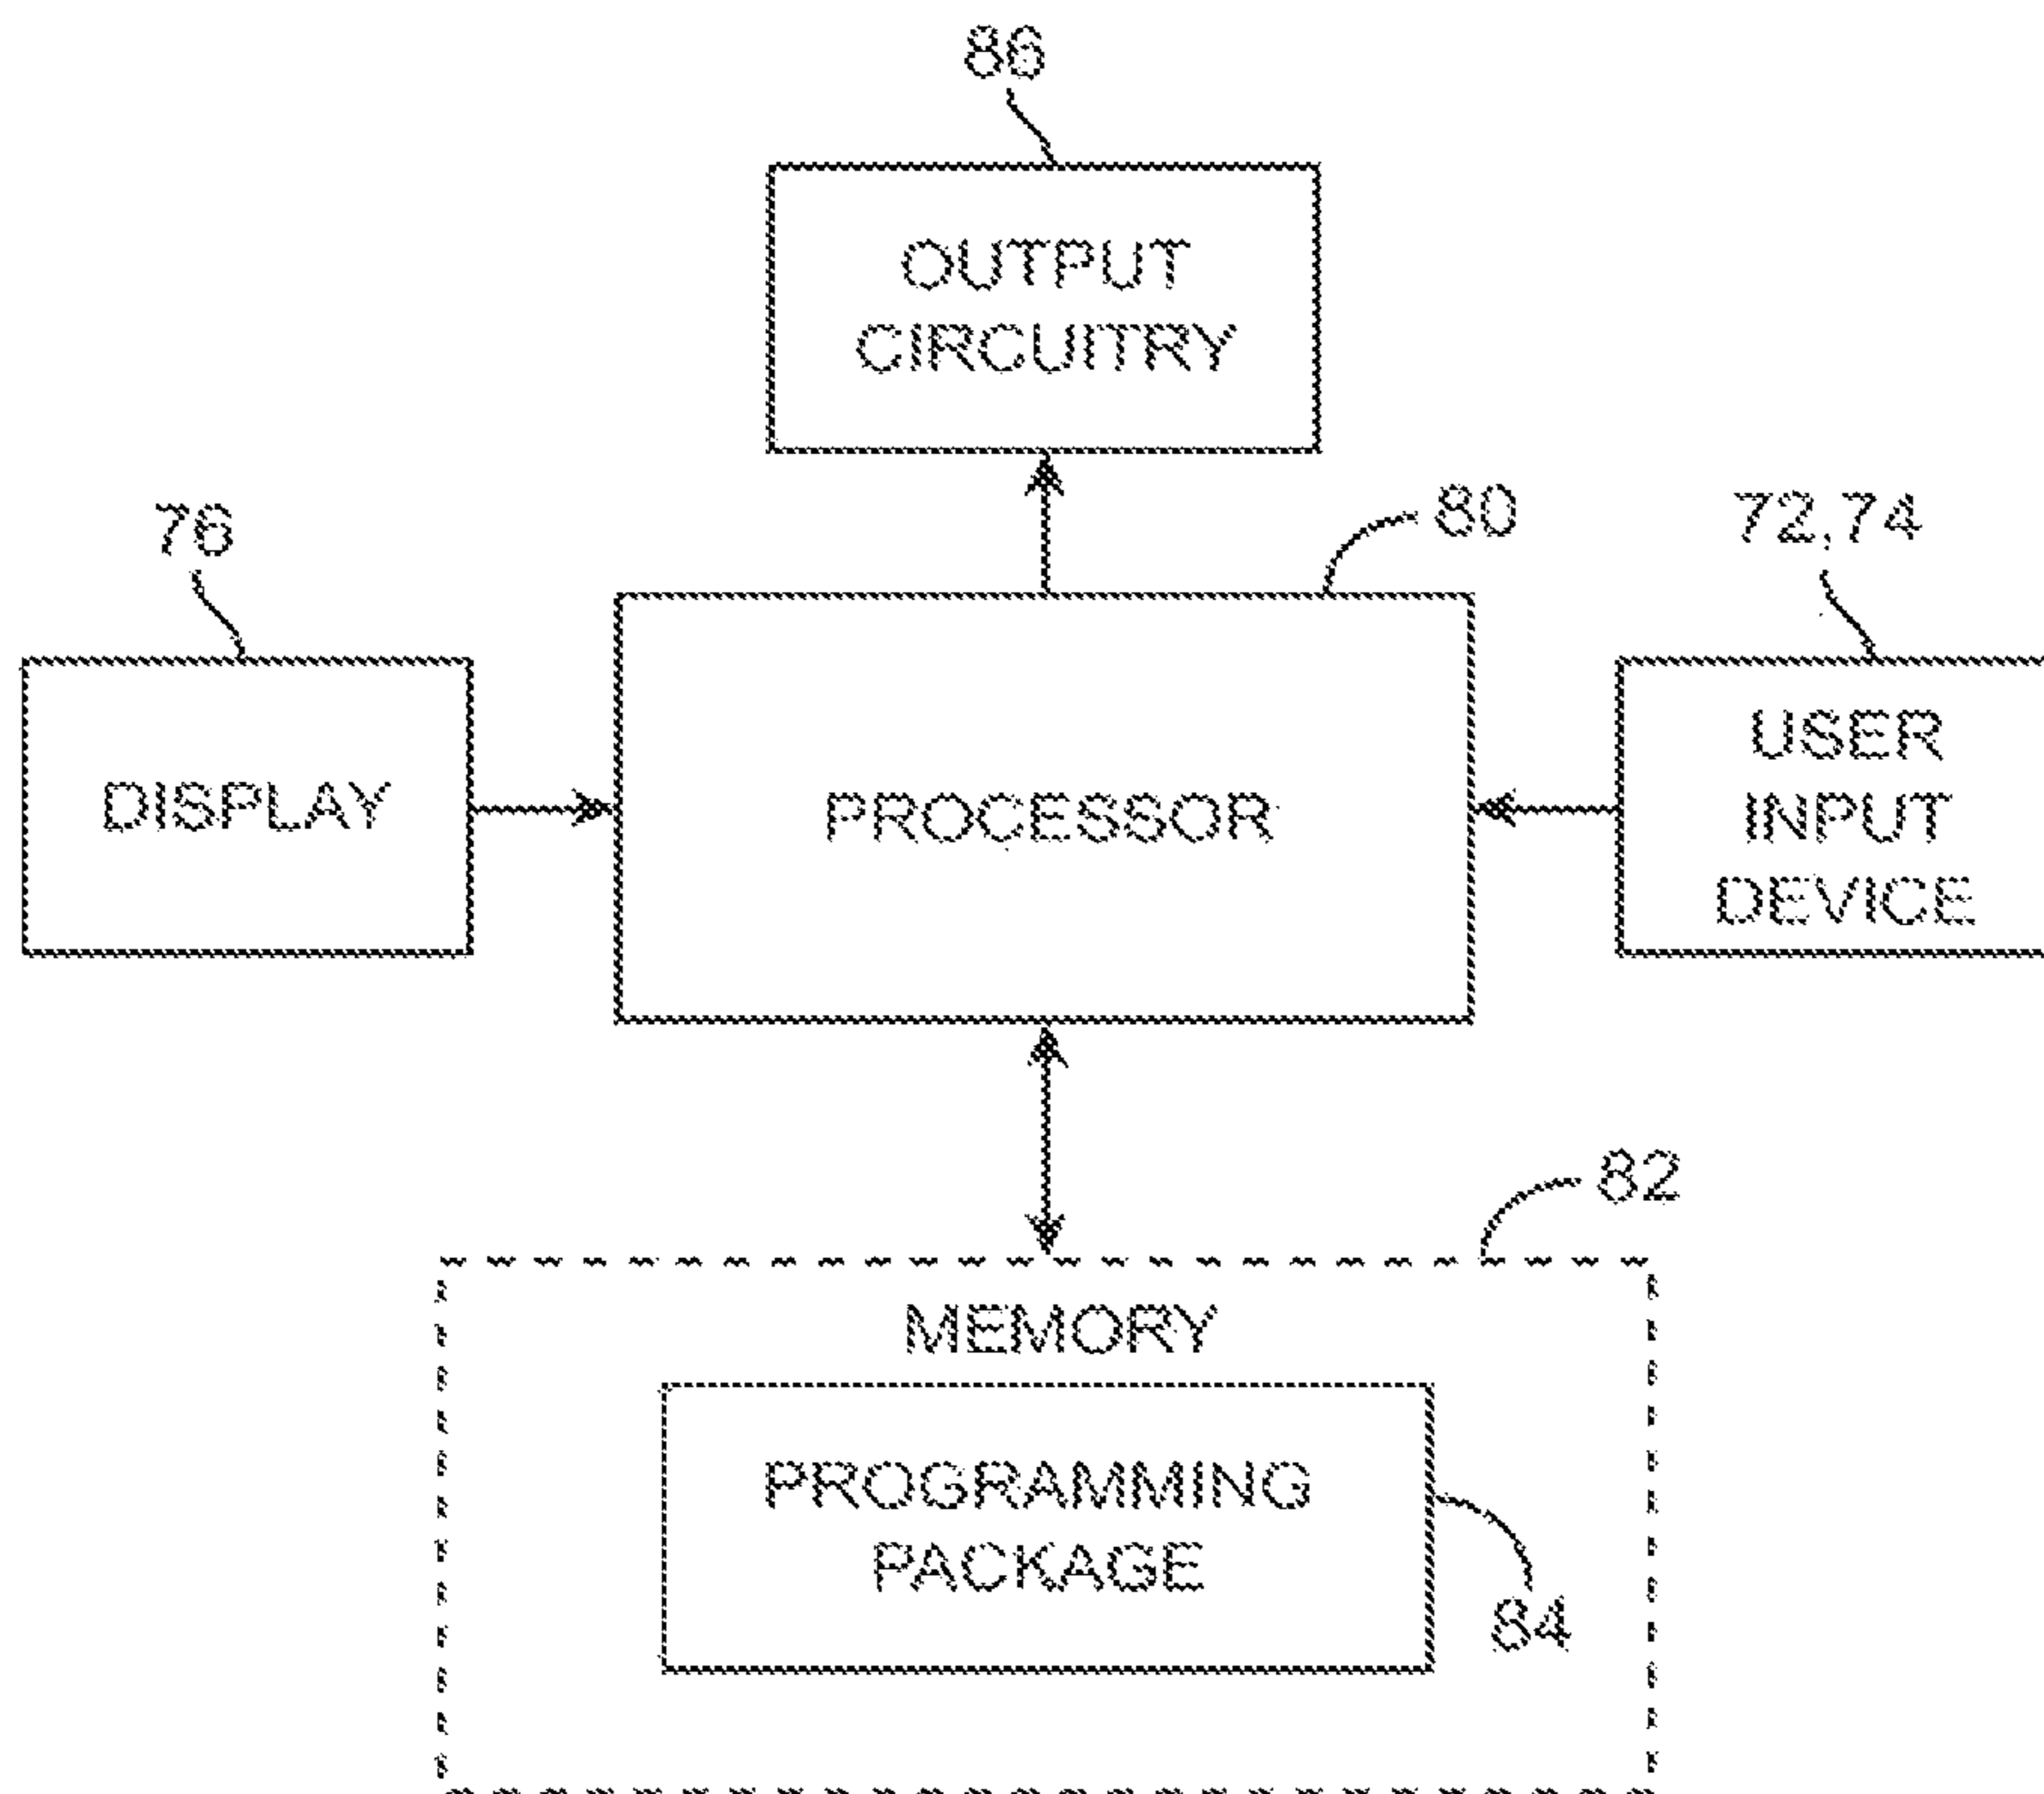 86
OUTPUT
CIRCUITRY
76
80
72,74
DISPLAY
PROCESSOR
USER
INPUT
DEVICE
82
MEMORY
PROGRAMMING
PACKAGE
84